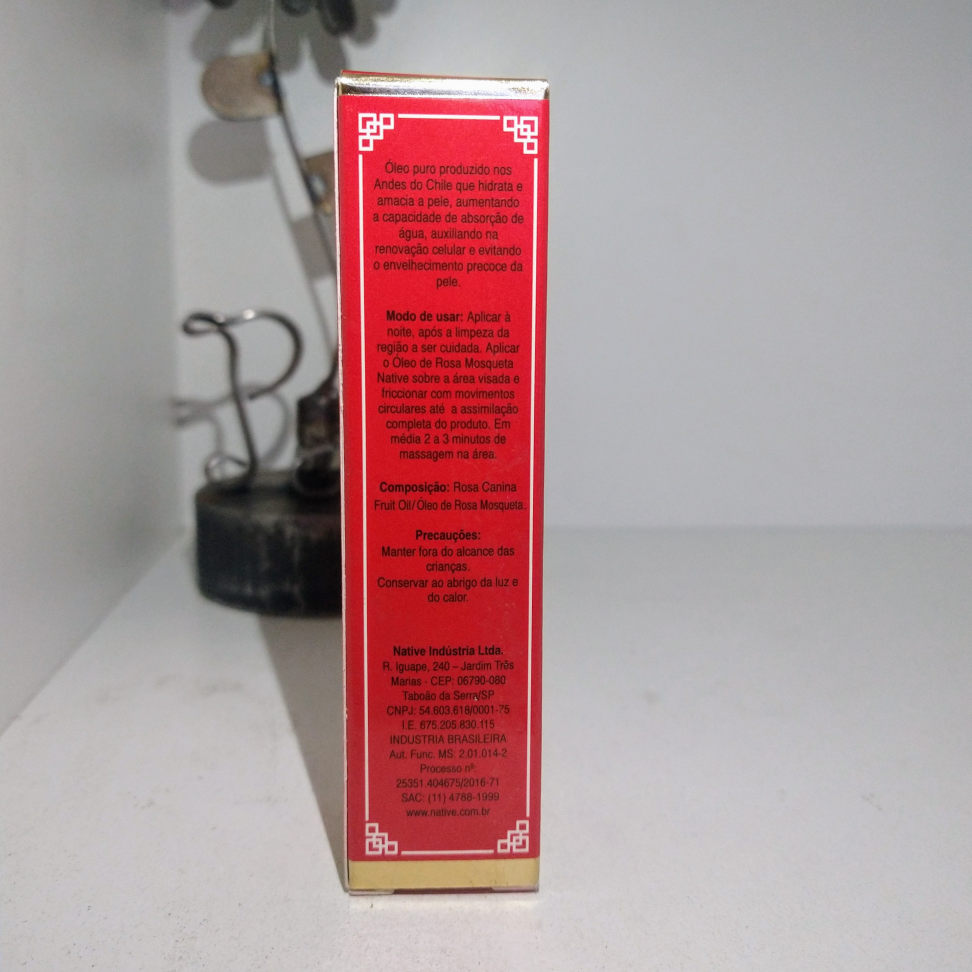 Óleo puro produzido nos
Andes do Chile que hidrata e
amacia a pele, aumentando
a capacidade de absorção de
água, auxiliando na
renovação celular e evitando
o envelhecimento precoce da
pele.
Modo de usar: Aplicar à
noite, após a limpeza da
região a ser cuidada. Aplicar
o Óleo de Rosa Mosqueta
Native sobre a área visada e
friccionar com movimentos
circulares até a assimilação
completa do produto. Em
média 2 a 3 minutos de
massagem na área.
Composição: Rosa Canina
Fruit Oil/Óleo de Rosa Mosqueta.
Precauções:
Manter fora do alcance das
crianças.
Conservar ao abrigo da luz e
do calor.
Native Indústria Ltda.
R. Iguape, 240 – Jardim Três
Marias - CEP: 06790-080
Taboão da Serra/SP
CNPJ: 54.603.618/0001-75
I.E. 675.205.830.115
INDUSTRIA BRASILEIRA
Aut. Func. MS: 2.01.014-2
Processo nº:
25351.404675/2016-71
SAC: (11) 4788-1999
www.native.com.br